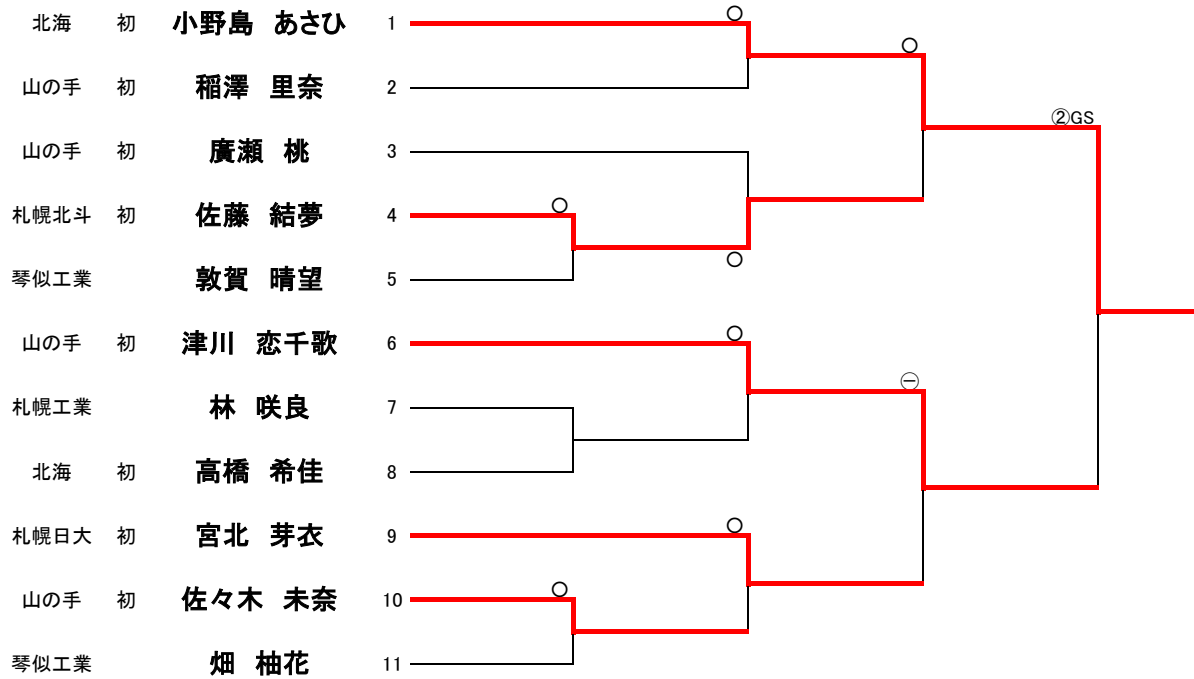 北海 初 小野島 あさひ 1
山の手 初 稲澤 里奈 2
山の手 初 廣瀬 桃 3
札幌北斗 初 佐藤 結夢 4
琴似工業 敦賀 晴望 5
山の手 初 津川 恋千歌 6
札幌工業 林 咲良 7
北海 初 高橋 希佳 8
札幌日大 初 宮北 芽衣 9
山の手 初 佐々木 未奈 10
琴似工業 畑 柚花 11
○
○
②GS
○
○
○
㊀
○
○